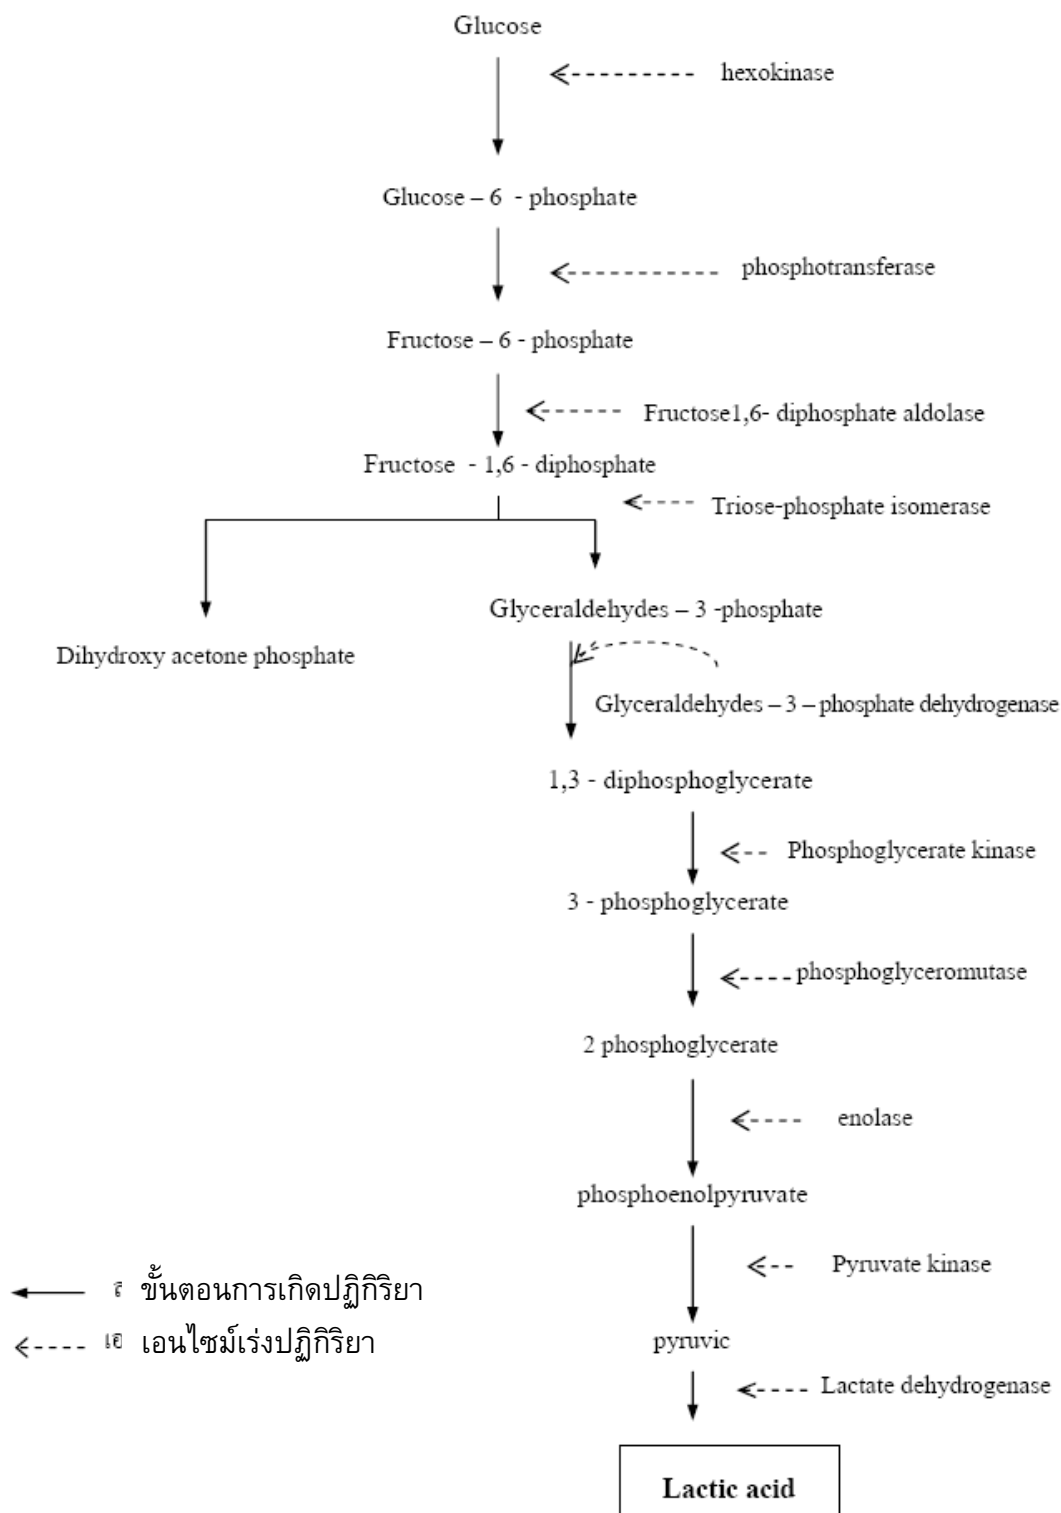 Glucose
hexokinase
Glucose – 6 - phosphate
phosphotransferase
Fructose – 6 - phosphate
Fructose1,6- diphosphate aldolase
Fructose - 1,6 - diphosphate
Triose-phosphate isomerase
Glyceraldehydes – 3 -phosphate
Dihydroxy acetone phosphate
Glyceraldehydes – 3 – phosphate dehydrogenase
1,3 - diphosphoglycerate
Phosphoglycerate kinase
3 - phosphoglycerate
phosphoglyceromutase
2 phosphoglycerate
enolase
phosphoenolpyruvate
Pyruvate kinase
ขั้นตอนการเกิดปฏิกิริยา
เอนไซม์เร่งปฏิกิริยา
pyruvic
Lactate dehydrogenase
Lactic acid